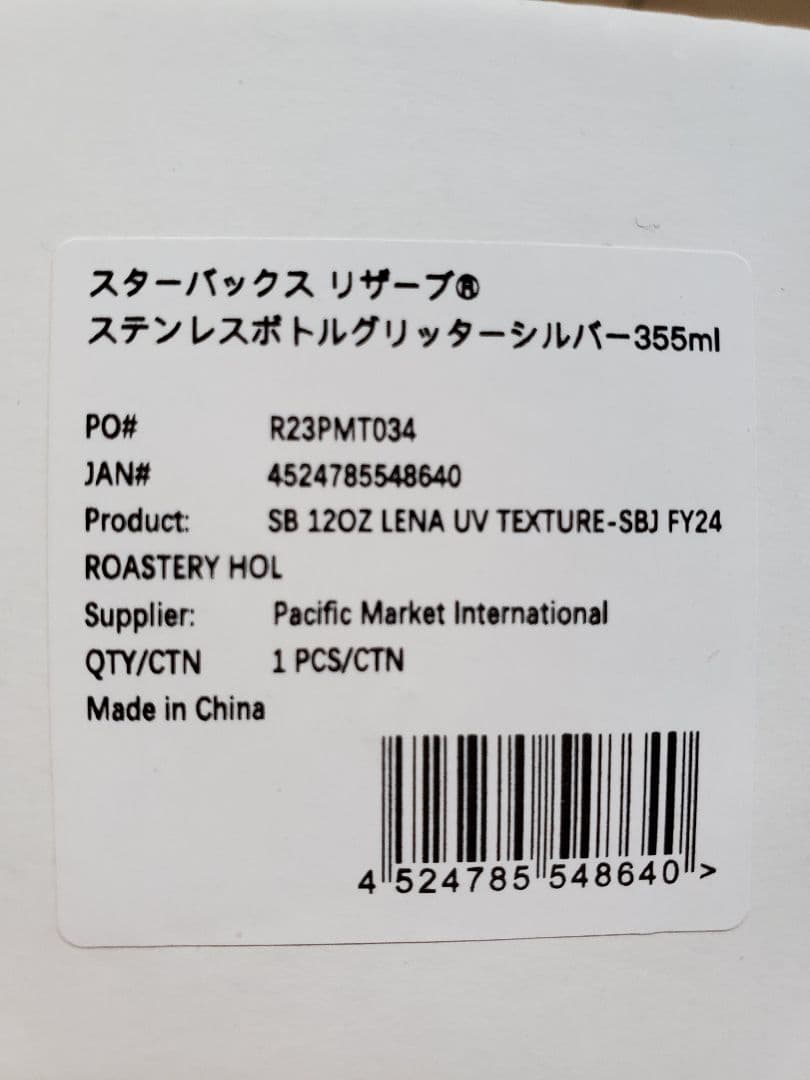 スターバックス リザーブ®
ステンレスボトルグリッターシルバー355ml
PO# R23PMT034
JAN# 4524785548640
Product: SB 12OZ LENA UV TEXTURE-SBJ FY24
ROASTERY HOL
Supplier: Pacific Market International
QTY/CTN 1 PCS/CTN
Made in China
4 524785 548640 >